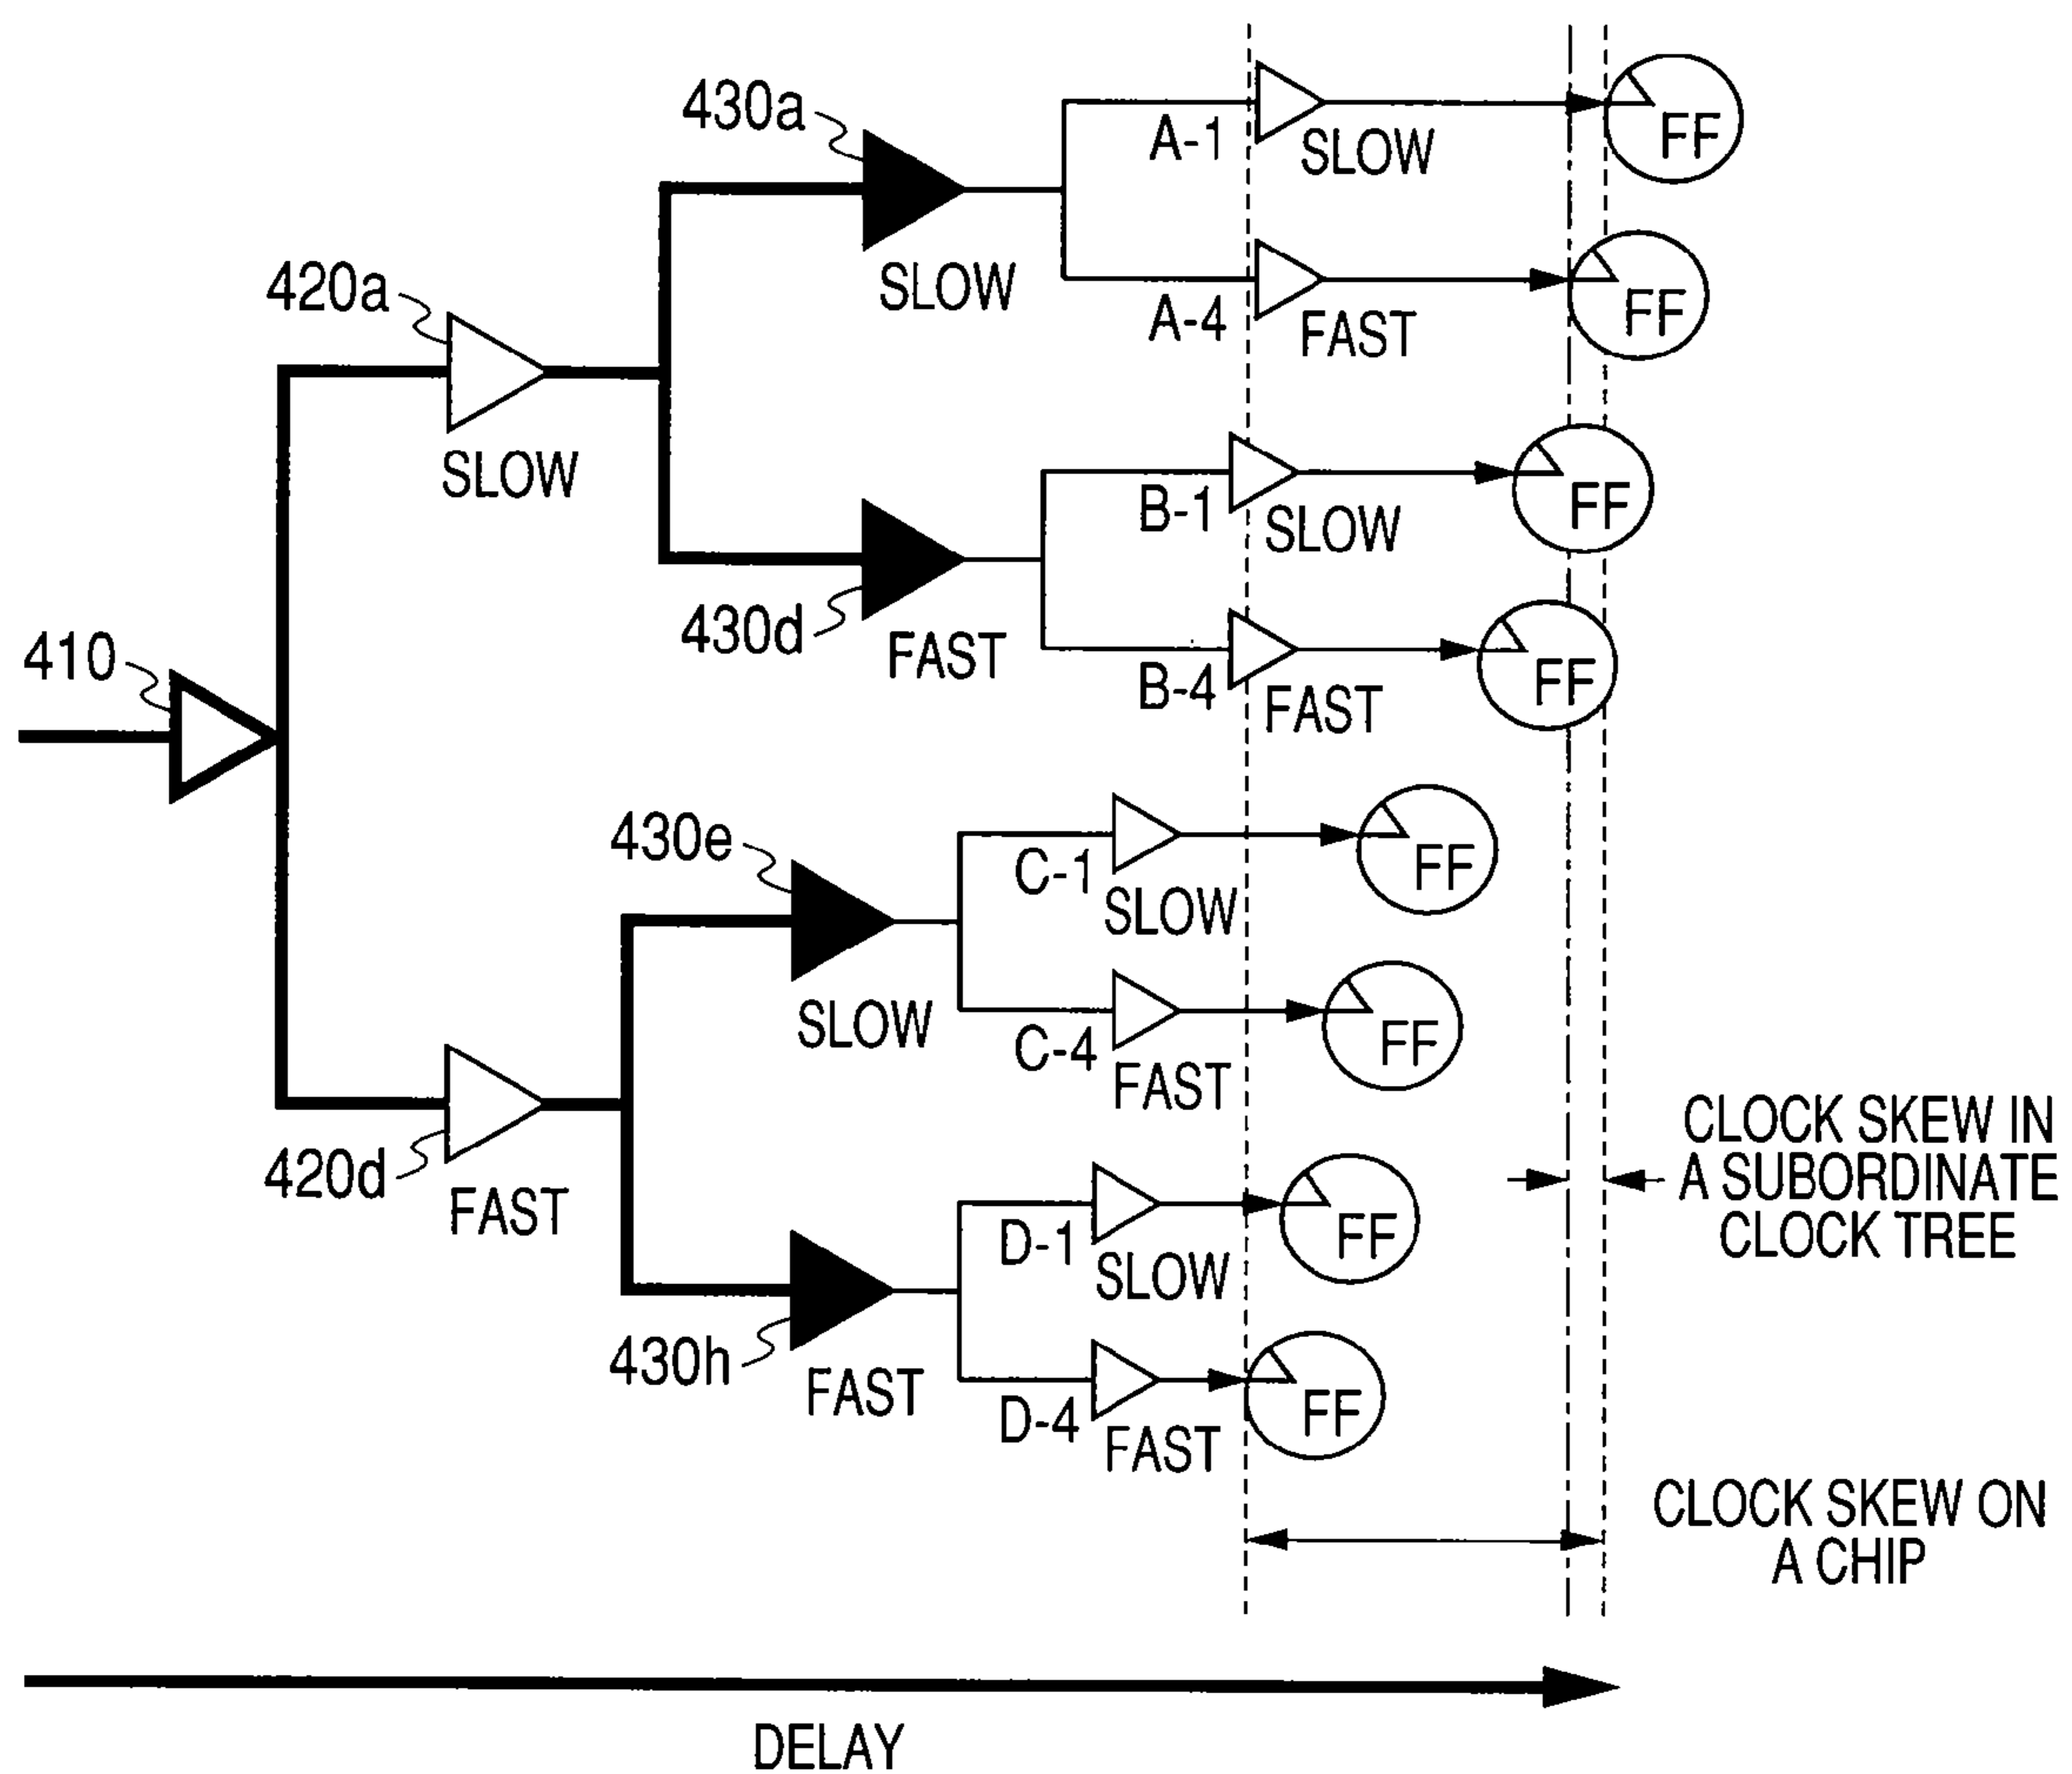 430a
A-1
SLOW
FF
SLOW
A-4
FAST
FF
420a
SLOW
B-1
SLOW
FF
430d
FAST
B-4
FAST
FF
410
430e
SLOW
C-1
SLOW
FF
C-4
FAST
FF
420d
FAST
430h
FAST
D-1
SLOW
FF
D-4
FAST
FF
CLOCK SKEW IN
A SUBORDINATE
CLOCK TREE
CLOCK SKEW ON
A CHIP
DELAY